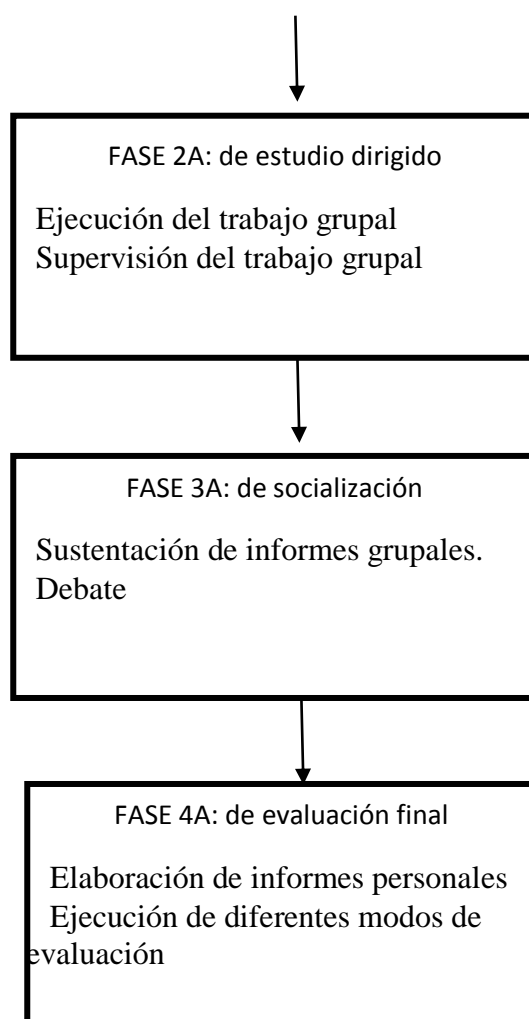 FASE 2A: de estudio dirigido
Ejecución del trabajo grupal
Supervisión del trabajo grupal
FASE 3A: de socialización
Sustentación de informes grupales.
Debate
FASE 4A: de evaluación final
Elaboración de informes personales
Ejecución de diferentes modos de
evaluación